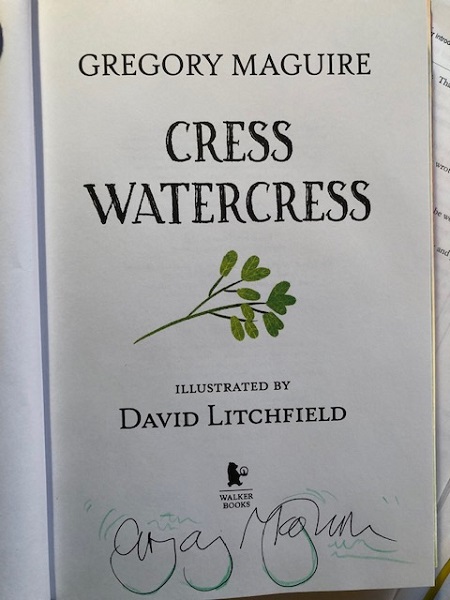 GREGORY MAGUIRE
CRESS
WATERCRESS
ILLUSTRATED BY
DAVID LITCHFIELD
WALKER
BOOKS